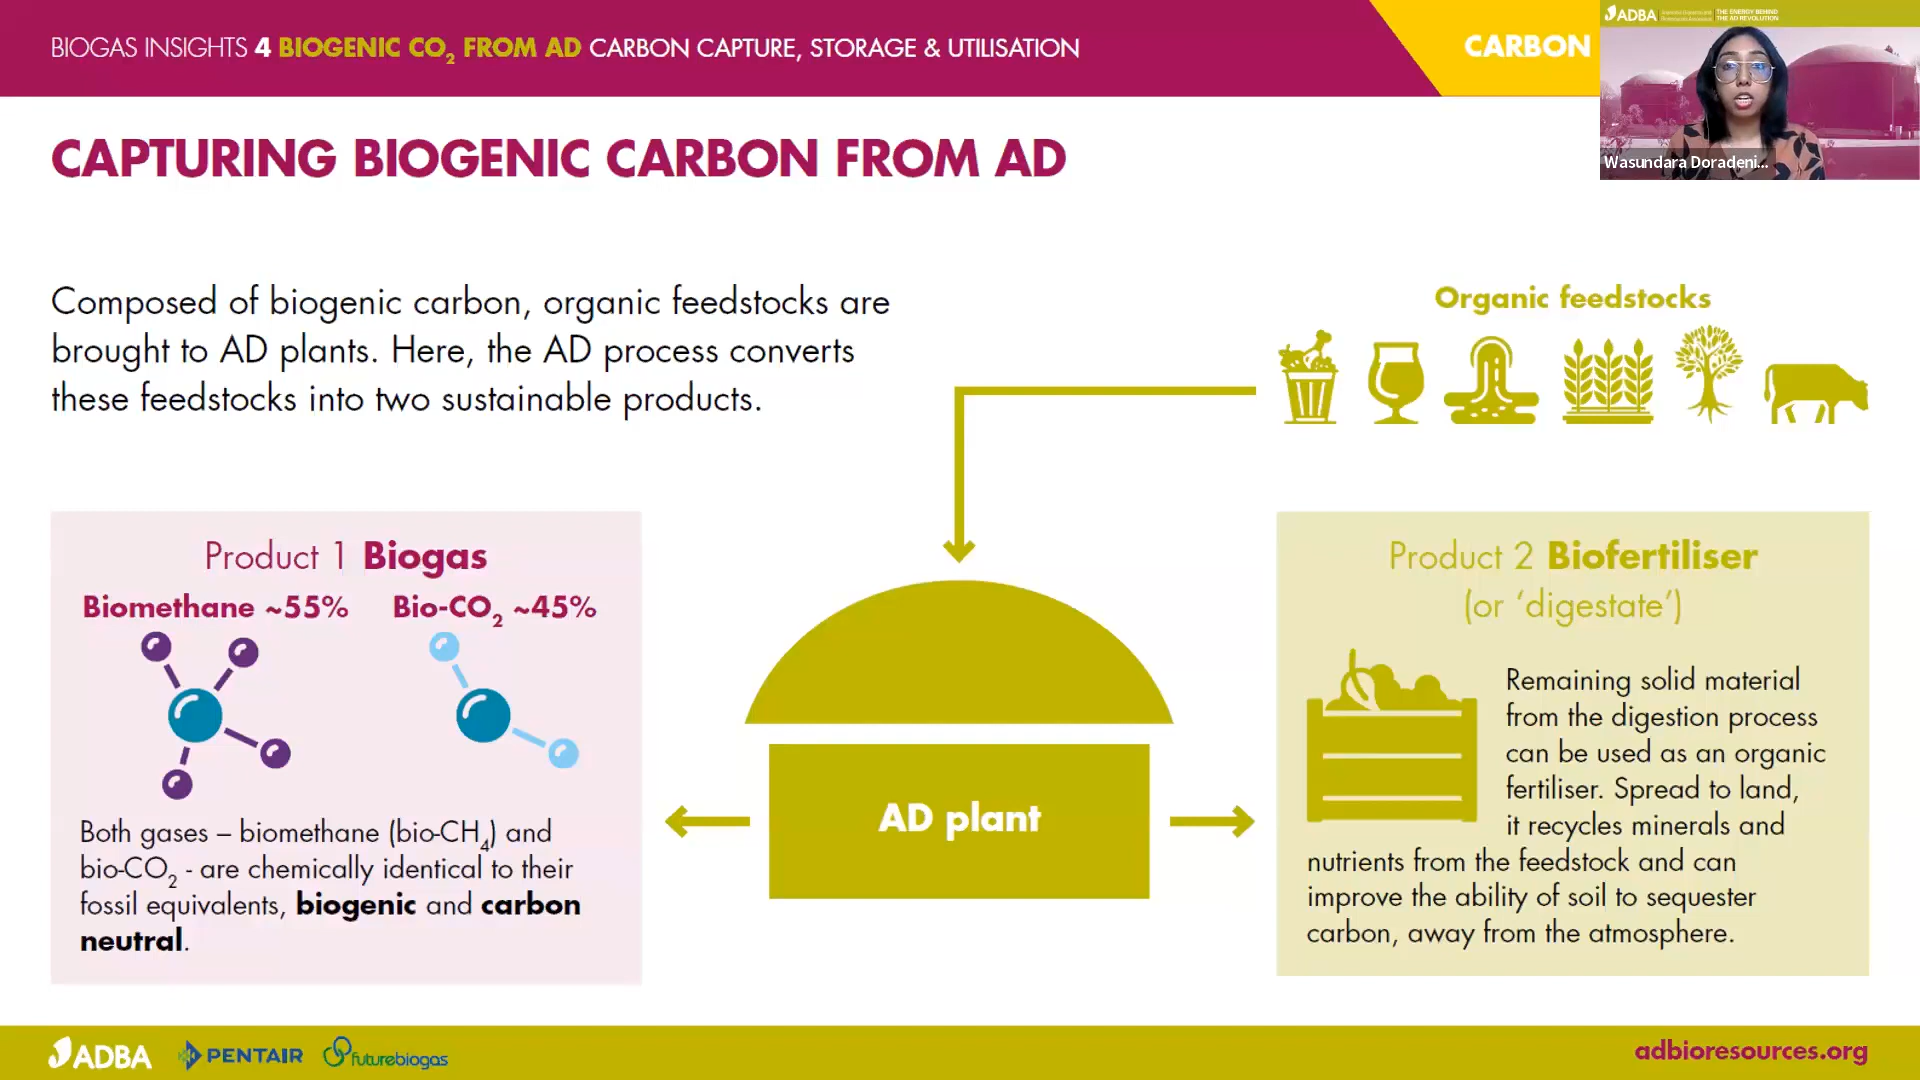 BIOGAS INSIGHTS 4 BIOGENIC CO₂ FROM AD CARBON CAPTURE, STORAGE & UTILISATION
CARBON
ADBA
THE ENERGY BEHIND
THE AD REVOLUTION
Wasundara Doradeni...
CAPTURING BIOGENIC CARBON FROM AD
Composed of biogenic carbon, organic feedstocks are
brought to AD plants. Here, the AD process converts
these feedstocks into two sustainable products.
Organic feedstocks
Product 1 Biogas
Biomethane ~55%
Bio-CO₂ ~45%
Both gases – biomethane (bio-CH₄) and
bio-CO₂ - are chemically identical to their
fossil equivalents, biogenic and carbon
neutral.
AD plant
Product 2 Biofertiliser
(or ‘digestate’)
Remaining solid material
from the digestion process
can be used as an organic
fertiliser. Spread to land,
it recycles minerals and
nutrients from the feedstock and can
improve the ability of soil to sequester
carbon, away from the atmosphere.
ADBA
PENTAIR
futurebiogas
adbioresources.org